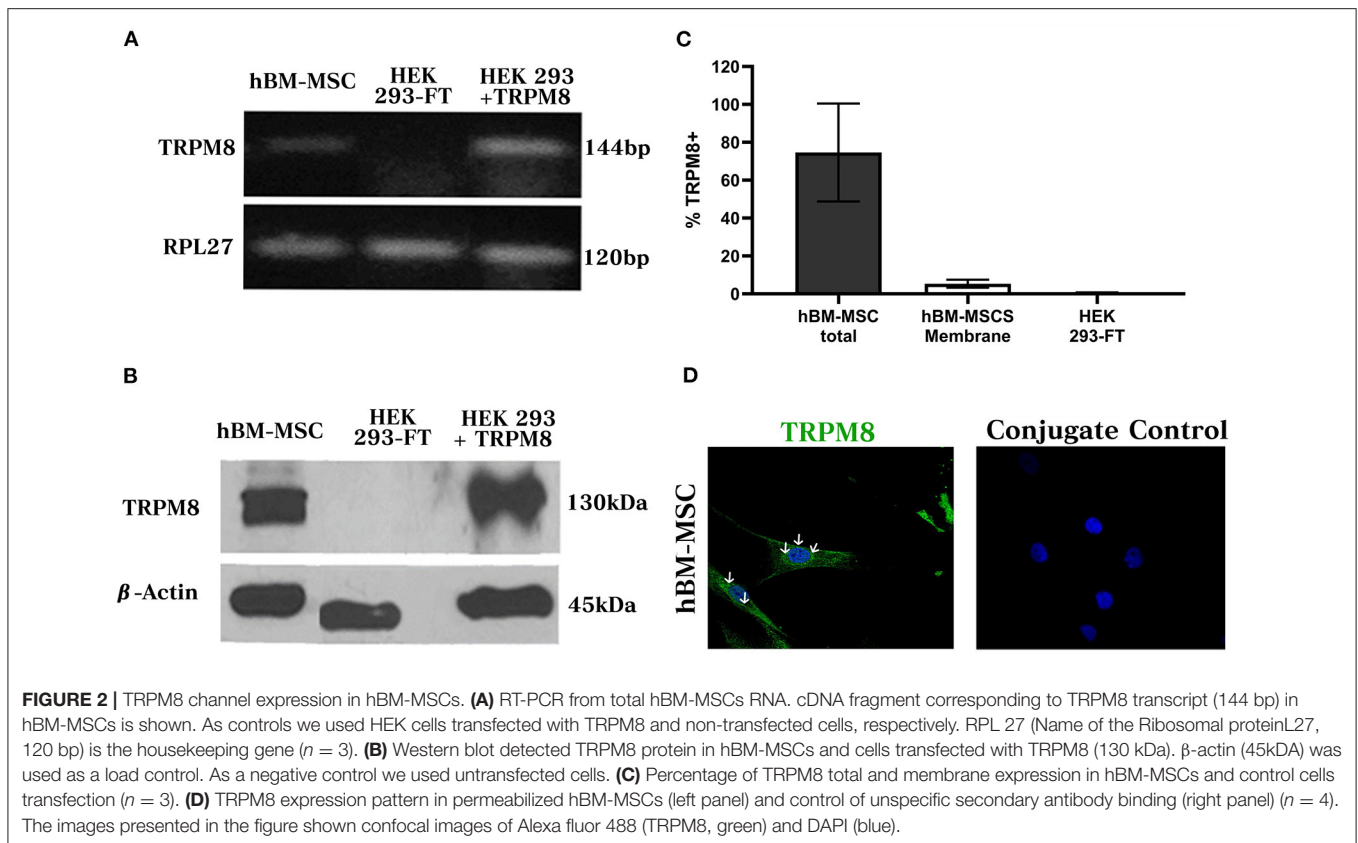 A
hBM-MSC
HEK
293-FT
HEK 293
+TRPM8
TRPM8
144bp
RPL27
120bp
C
% TRPM8+
120
100
80
60
40
20
0
hBM-MSC
total
hBM-MSCS
Membrane
HEK
293-FT
B
hBM-MSC
HEK
293-FT
HEK 293
+ TRPM8
TRPM8
130kDa
β-Actin
45kDa
D
TRPM8
Conjugate Control
hBM-MSC
FIGURE 2 | TRPM8 channel expression in hBM-MSCs. (A) RT-PCR from total hBM-MSCs RNA. cDNA fragment corresponding to TRPM8 transcript (144 bp) in
hBM-MSCs is shown. As controls we used HEK cells transfected with TRPM8 and non-transfected cells, respectively. RPL 27 (Name of the Ribosomal proteinL27,
120 bp) is the housekeeping gene (n = 3). (B) Western blot detected TRPM8 protein in hBM-MSCs and cells transfected with TRPM8 (130 kDa). β-actin (45kDA) was
used as a load control. As a negative control we used untransfected cells. (C) Percentage of TRPM8 total and membrane expression in hBM-MSCs and control cells
transfection (n = 3). (D) TRPM8 expression pattern in permeabilized hBM-MSCs (left panel) and control of unspecific secondary antibody binding (right panel) (n = 4).
The images presented in the figure shown confocal images of Alexa fluor 488 (TRPM8, green) and DAPI (blue).